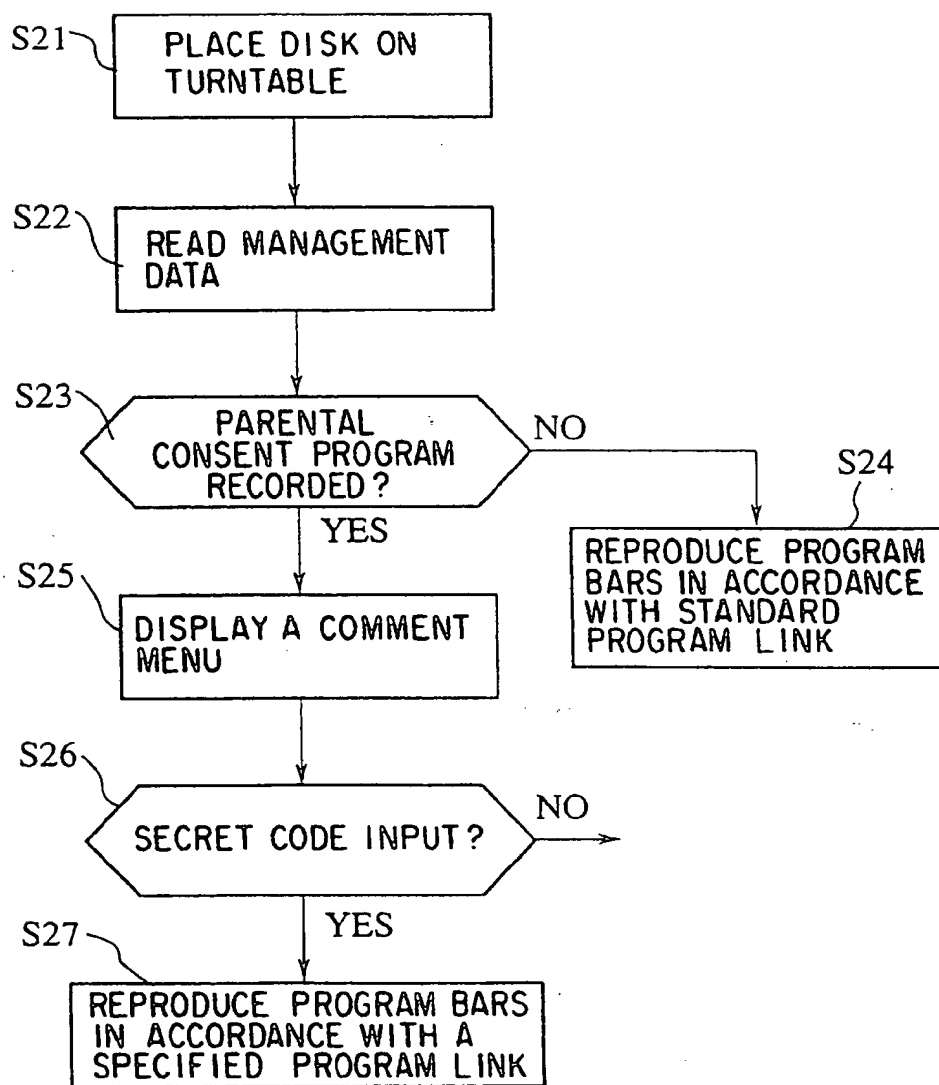 S21
PLACE DISK ON
TURNTABLE
S22
READ MANAGEMENT
DATA
S23
PARENTAL
CONSENT PROGRAM
RECORDED?
NO
YES
S24
REPRODUCE PROGRAM
BARS IN ACCORDANCE
WITH STANDARD
PROGRAM LINK
S25
DISPLAY A COMMENT
MENU
S26
SECRET CODE INPUT?
NO
YES
S27
REPRODUCE PROGRAM BARS
IN ACCORDANCE WITH A
SPECIFIED PROGRAM LINK